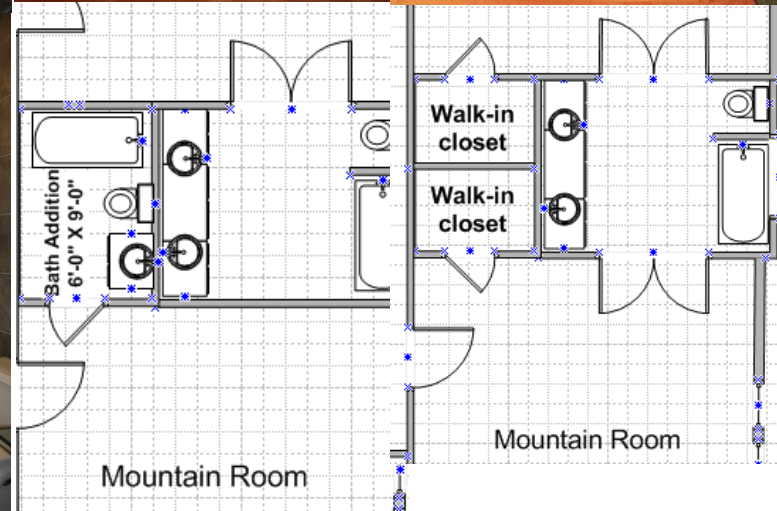 Bath Addition
6'-0" X 9'-0"
Mountain Room
Walk-in
closet
Walk-in
closet
Mountain Room